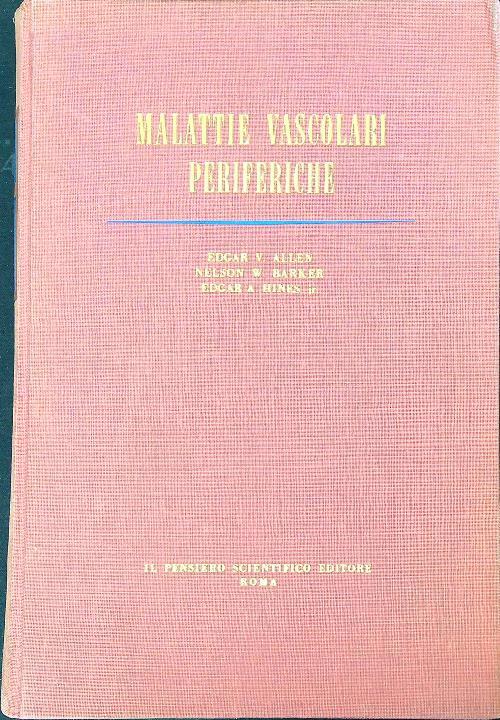 MALATTIE VASCOLARI
PERIFERICHE
EDGAR V. ALLEN
NELSON W. BARKER
EDGAR A. HINES jr
IL PENSIERO SCIENTIFICO EDITORE
ROMA